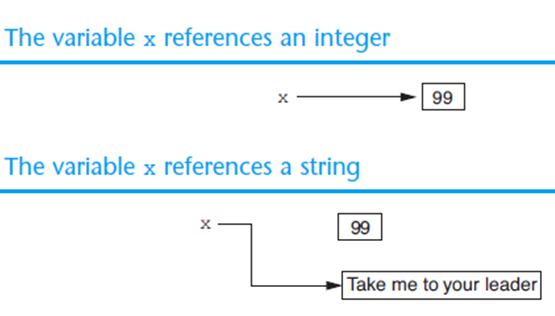 The variable x references an integer
x 99
The variable x references a string
x 99
Take me to your leader